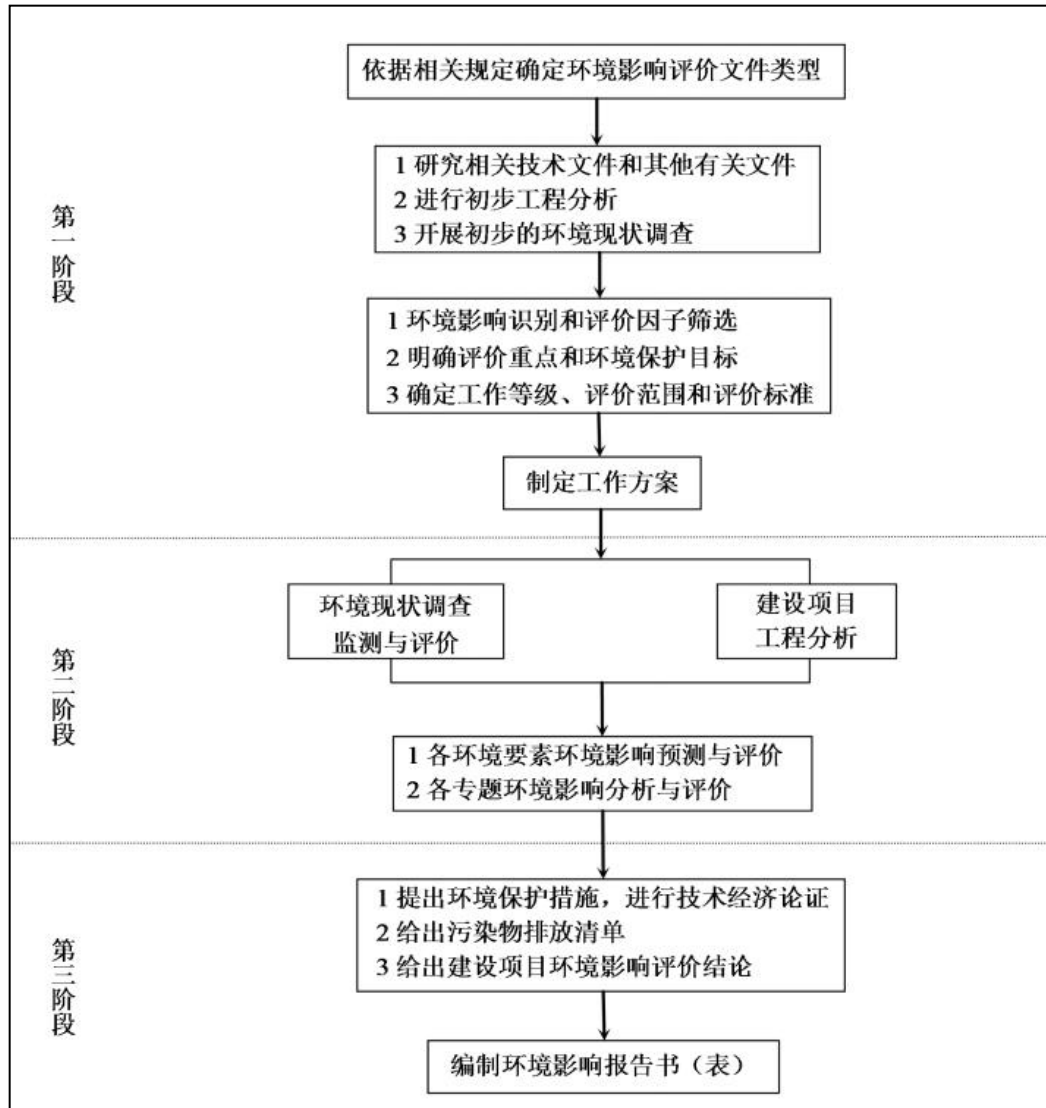 依据相关规定确定环境影响评价文件类型
1 研究相关技术文件和其他有关文件
2 进行初步工程分析
3 开展初步的环境现状调查
第一阶段
1 环境影响识别和评价因子筛选
2 明确评价重点和环境保护目标
3 确定工作等级、评价范围和评价标准
制定工作方案
环境现状调查
监测与评价
建设项目
工程分析
第二阶段
1 各环境要素环境影响预测与评价
2 各专题环境影响分析与评价
1 提出环境保护措施，进行技术经济论证
2 给出污染物排放清单
3 给出建设项目环境影响评价结论
第三阶段
编制环境影响报告书（表）